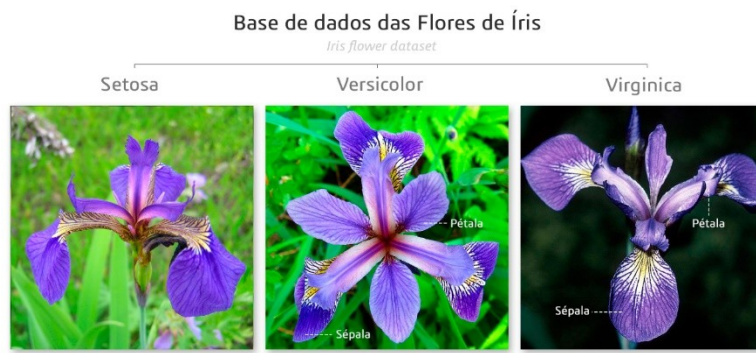 Base de dados das Flores de Íris
Iris flower dataset
Setosa
Versicolor
Virginica
Pétala
Sépala
Pétala
Sépala